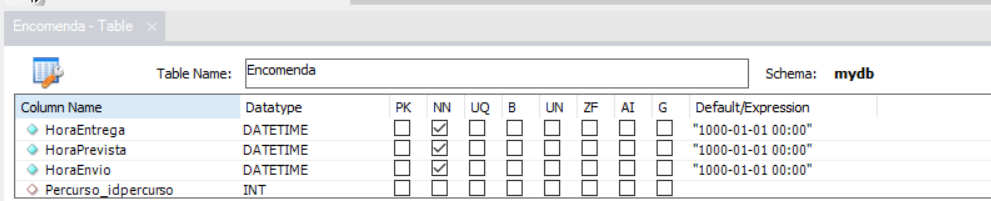 Encomenda - Table ×
Table Name: Encomenda Schema: mydb
Column Name Datatype PK NN UQ B UN ZF AI G Default/Expression
HoraEntrega DATETIME "1000-01-01 00:00"
HoraPrevista DATETIME "1000-01-01 00:00"
HoraEnvio DATETIME "1000-01-01 00:00"
Percurso_idpercurso INT